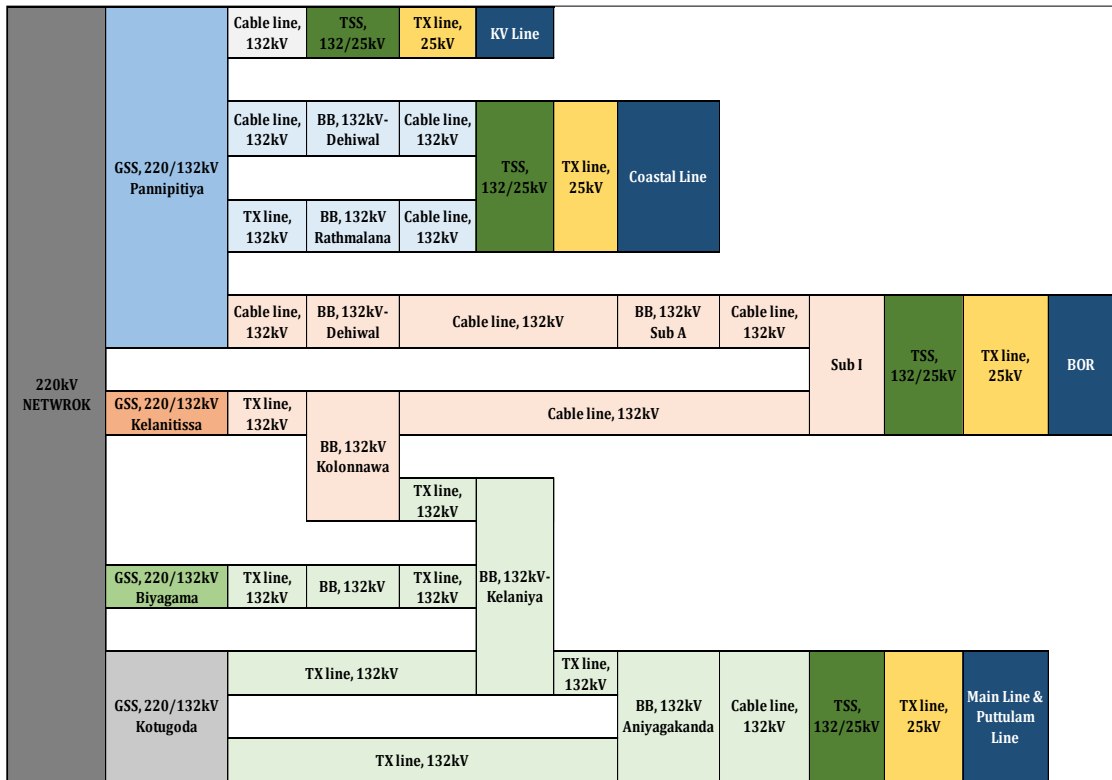 Cable line,
132kV
TSS,
132/25kV
TX line,
25kV
KV Line
Cable line,
132kV
BB, 132kV-
Dehiwal
Cable line,
132kV
GSS, 220/132kV
Pannipitiya
TSS,
132/25kV
TX line,
25kV
Coastal Line
TX line,
132kV
BB, 132kV
Rathmalana
Cable line,
132kV
Cable line,
132kV
BB, 132kV-
Dehiwal
Cable line, 132kV
BB, 132kV
Sub A
Cable line,
132kV
Sub I
TSS,
132/25kV
TX line,
25kV
BOR
220kV
NETWROK
GSS, 220/132kV
Kelanitissa
TX line,
132kV
Cable line, 132kV
BB, 132kV
Kolonnawa
TX line,
132kV
GSS, 220/132kV
Biyagama
TX line,
132kV
BB, 132kV
TX line,
132kV
BB, 132kV-
Kelaniya
GSS, 220/132kV
Kotugoda
TX line, 132kV
TX line,
132kV
BB, 132kV
Aniyagakanda
Cable line,
132kV
TSS,
132/25kV
TX line,
25kV
Main Line &
Puttulam
Line
TX line, 132kV